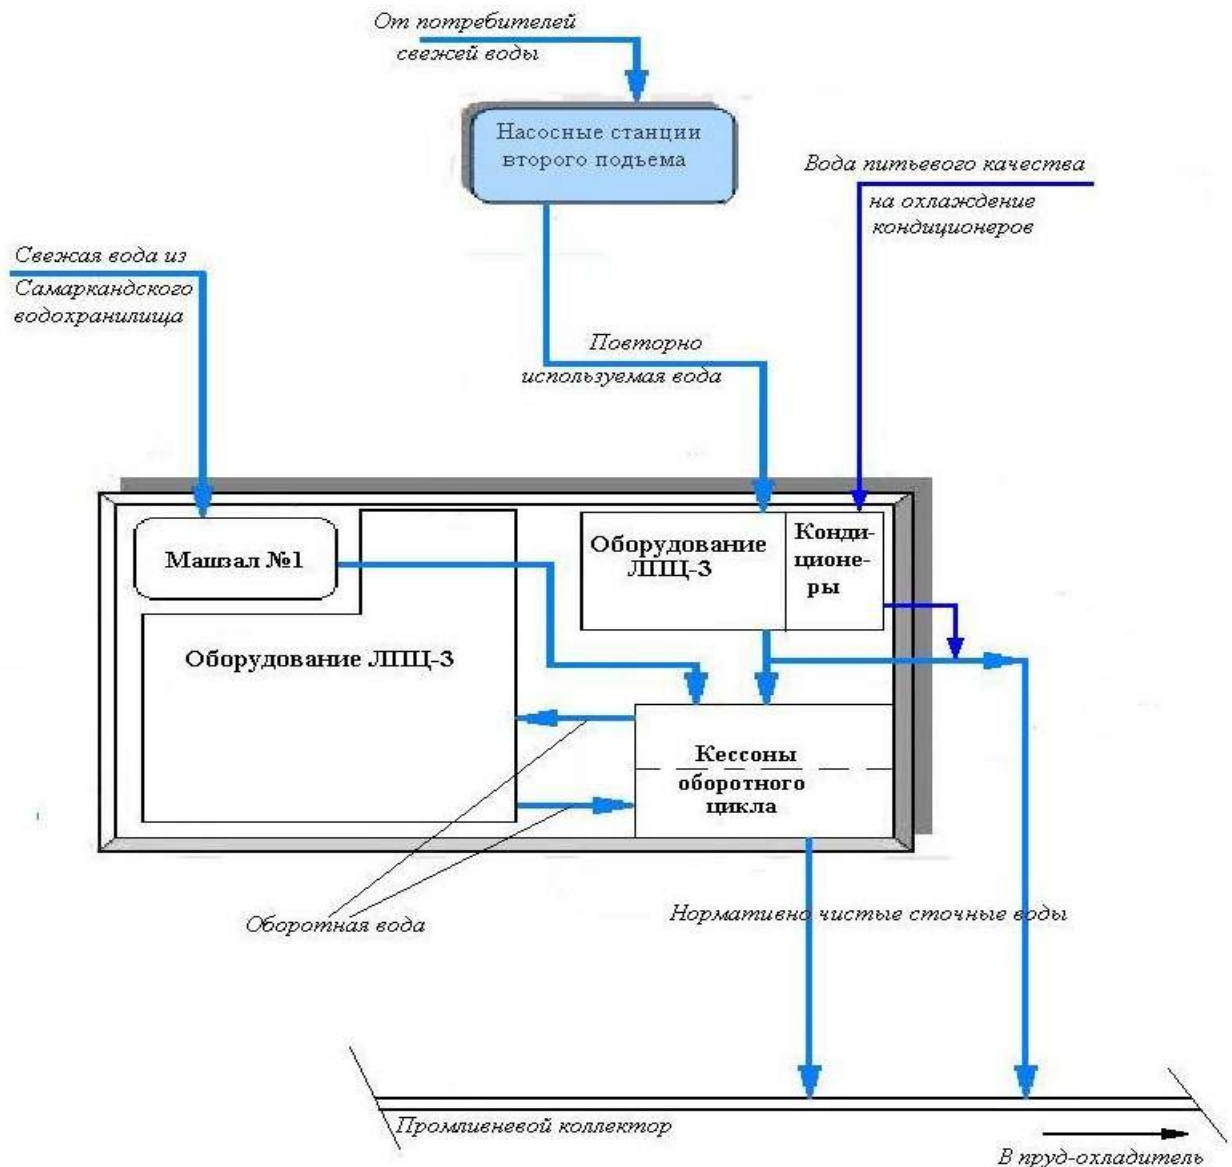 От потребителей
свежей воды
Насосные станции
второго подьема
Вода питьевого качества
на охлаждение
кондиционеров
Свежая вода из
Самаркандского
водохранилища
Повторно
используемая вода
Машзал №1
Оборудование
ЛПЦ-3
Конди-
ционе-
ры
Оборудование ЛПЦ-3
Кессоны
оборотного
цикла
Оборотная вода
Нормативно чистые сточные воды
Промливневой коллектор
В пруд-охладитель